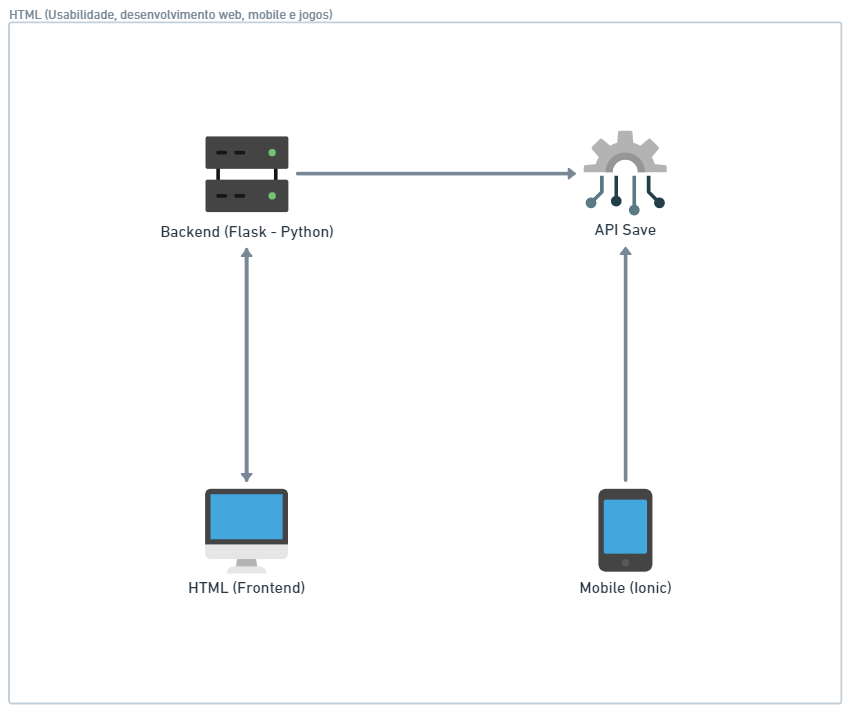 HTML (Usabilidade, desenvolvimento web, mobile e jogos)
Backend (Flask - Python)
API Save
HTML (Frontend)
Mobile (Ionic)